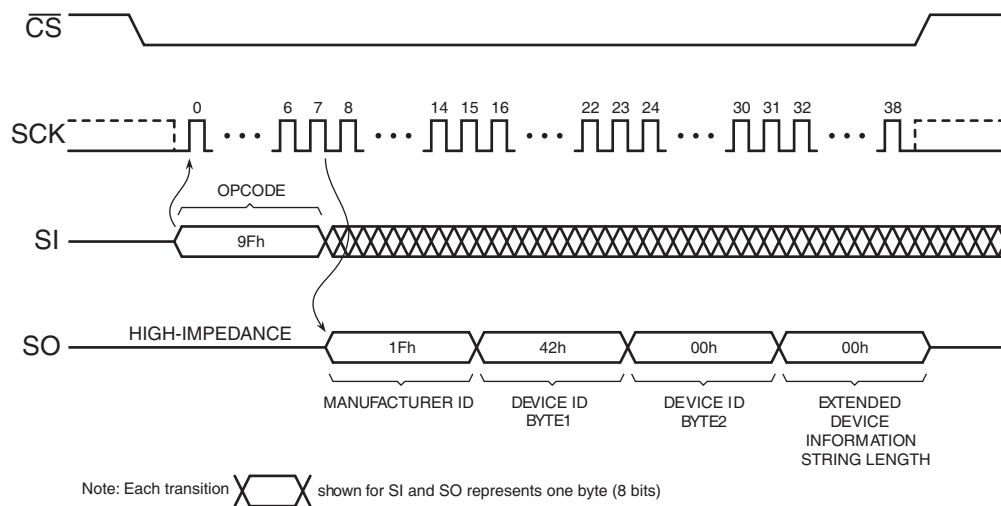 CS
0 6 7 8 14 15 16 22 23 24 30 31 32 38
SCK
OPCODE
SI
9Fh
HIGH-IMPEDANCE
SO
1Fh 42h 00h 00h
MANUFACTURER ID
DEVICE ID
BYTE1
DEVICE ID
BYTE2
EXTENDED
DEVICE
INFORMATION
STRING LENGTH
Note: Each transition shown for SI and SO represents one byte (8 bits)